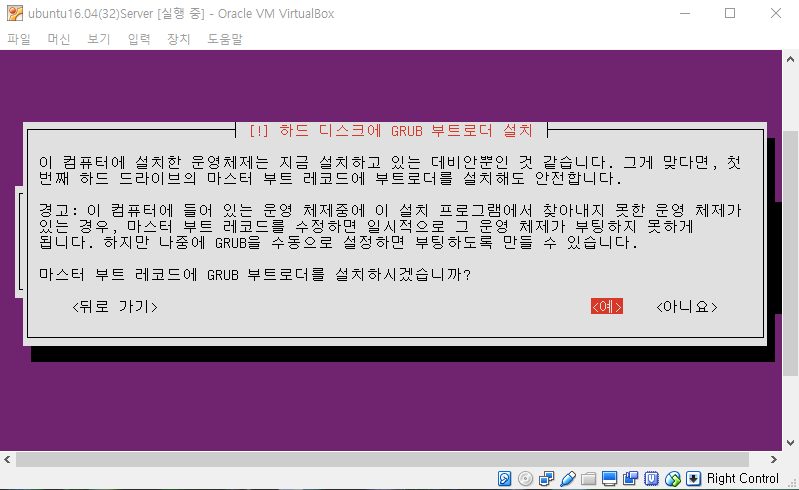 ubuntu16.04(32)Server [실행 중] - Oracle VM VirtualBox
파일 머신 보기 입력 장치 도움말
[!] 하드 디스크에 GRUB 부트로더 설치
이 컴퓨터에 설치한 운영체제는 지금 설치하고 있는 데비안뿐인 것 같습니다. 그게 맞다면, 첫
번째 하드 드라이브의 마스터 부트 레코드에 부트로더를 설치해도 안전합니다.
경고: 이 컴퓨터에 들어 있는 운영 체제중에 이 설치 프로그램에서 찾아내지 못한 운영 체제가
있는 경우, 마스터 부트 레코드를 수정하면 일시적으로 그 운영 체제가 부팅하지 못하게
됩니다. 하지만 나중에 GRUB을 수동으로 설정하면 부팅하도록 만들 수 있습니다.
마스터 부트 레코드에 GRUB 부트로더를 설치하시겠습니까?
<뒤로 가기> <예> <아니요>
Right Control